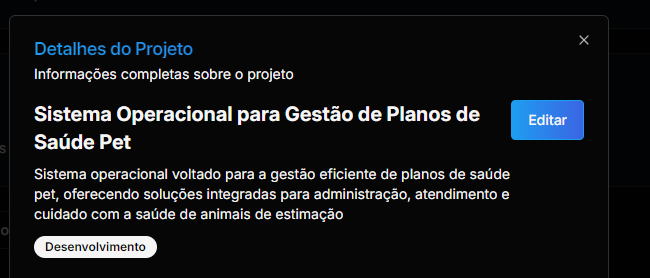 Detalhes do Projeto
Informações completas sobre o projeto
Sistema Operacional para Gestão de Planos de
Saúde Pet
Editar
Sistema operacional voltado para a gestão eficiente de planos de saúde
pet, oferecendo soluções integradas para administração, atendimento e
cuidado com a saúde de animais de estimação
Desenvolvimento